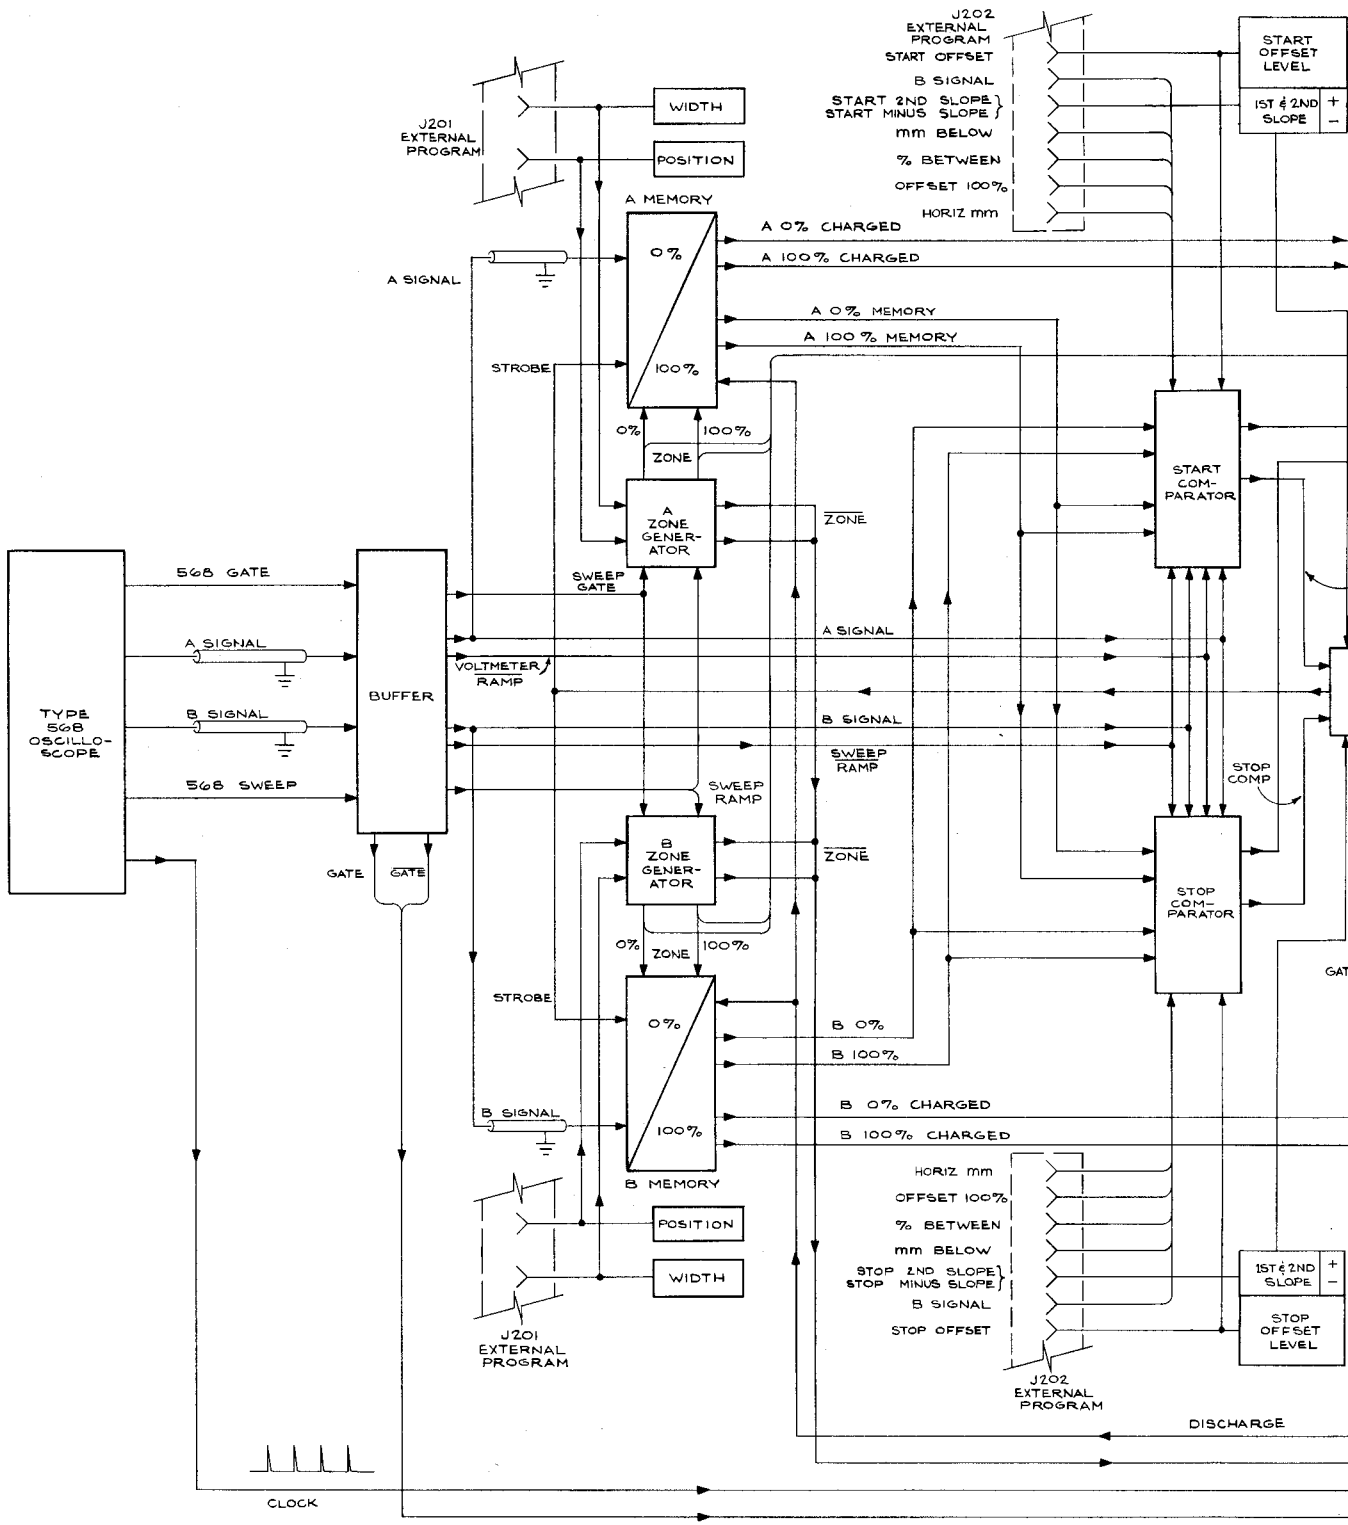 J202
EXTERNAL
PROGRAM
START OFFSET
B SIGNAL
START 2ND SLOPE
START MINUS SLOPE
mm BELOW
% BETWEEN
OFFSET 100%
HORIZ mm
START
OFFSET
LEVEL
1ST & 2ND
SLOPE
+
-
J201
EXTERNAL
PROGRAM
WIDTH
POSITION
A MEMORY
0%
100%
A SIGNAL
STROBE
A 0% CHARGED
A 100% CHARGED
A 0% MEMORY
A 100% MEMORY
0%
100%
ZONE
A
ZONE
GENER-
ATOR
ZONE
START
COM-
PARATOR
TYPE
568
OSCILLO-
SCOPE
568 GATE
A SIGNAL
B SIGNAL
568 SWEEP
BUFFER
GATE
GATE
SWEEP
GATE
A SIGNAL
VOLTMETER
RAMP
B SIGNAL
SWEEP
RAMP
SWEEP
RAMP
STOP
COMP
B
ZONE
GENER-
ATOR
ZONE
STOP
COM-
PARATOR
GAT
0%
100%
ZONE
STROBE
0%
100%
B SIGNAL
B MEMORY
B 0%
B 100%
B 0% CHARGED
B 100% CHARGED
POSITION
WIDTH
J201
EXTERNAL
PROGRAM
HORIZ mm
OFFSET 100%
% BETWEEN
mm BELOW
STOP 2ND SLOPE
STOP MINUS SLOPE
B SIGNAL
STOP OFFSET
1ST & 2ND
SLOPE
+
-
STOP
OFFSET
LEVEL
J202
EXTERNAL
PROGRAM
DISCHARGE
CLOCK